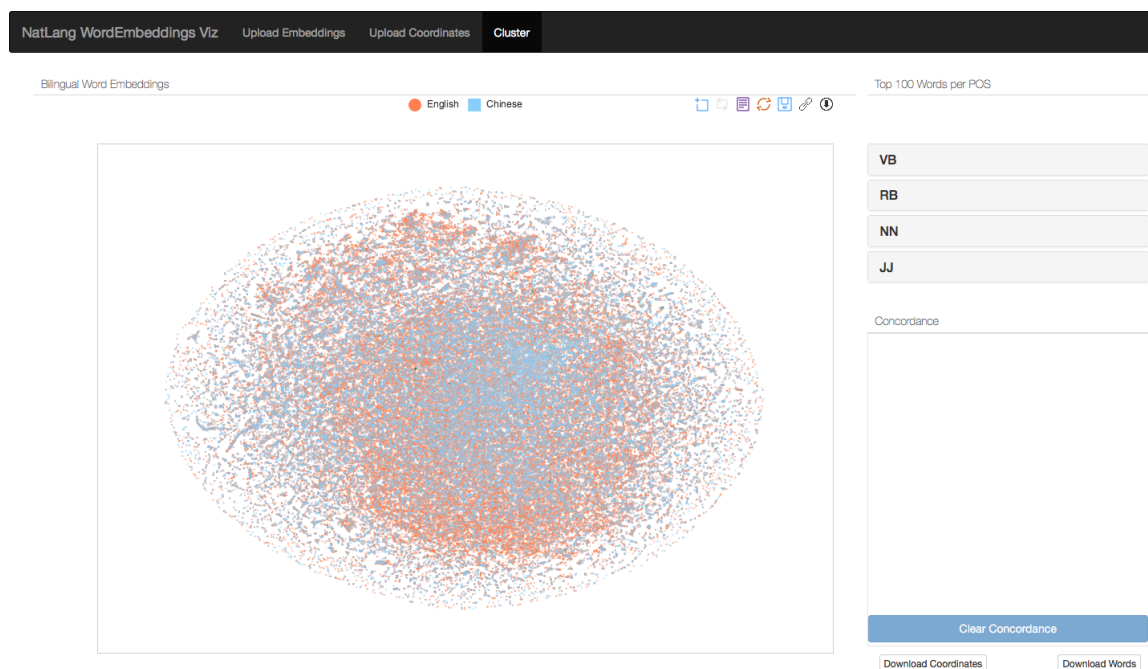 NatLang WordEmbeddings Viz Upload Embeddings Upload Coordinates Cluster
Bilingual Word Embeddings
English Chinese
Top 100 Words per POS
VB
RB
NN
JJ
Concordance
Clear Concordance
Download Coordinates Download Words